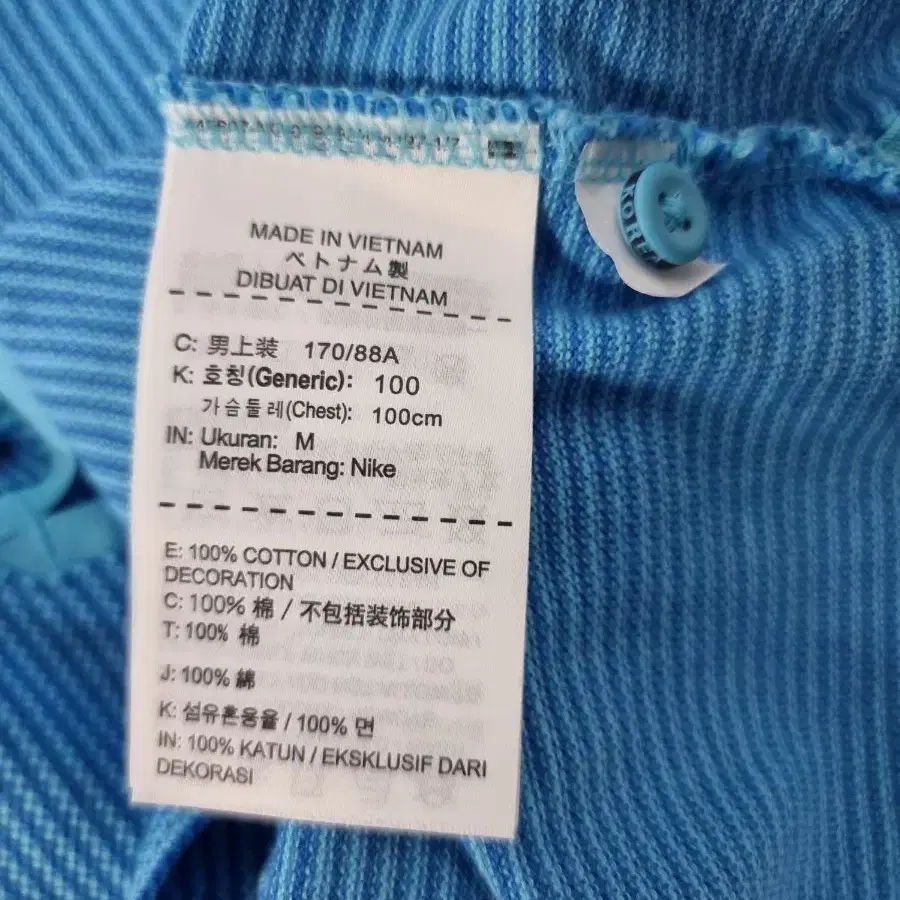 MADE IN VIETNAM
ベトナム製
DIBUAT DI VIETNAM
C: 男上装 170/88A
K: 호칭(Generic): 100
가슴둘레(Chest): 100cm
IN: Ukuran: M
Merek Barang: Nike
E: 100% COTTON / EXCLUSIVE OF
DECORATION
C: 100% 棉 / 不包括装饰部分
T: 100% 棉
J: 100% 綿
K: 섬유혼용율 / 100% 면
IN: 100% KATUN / EKSKLUSIF DARI
DEKORASI